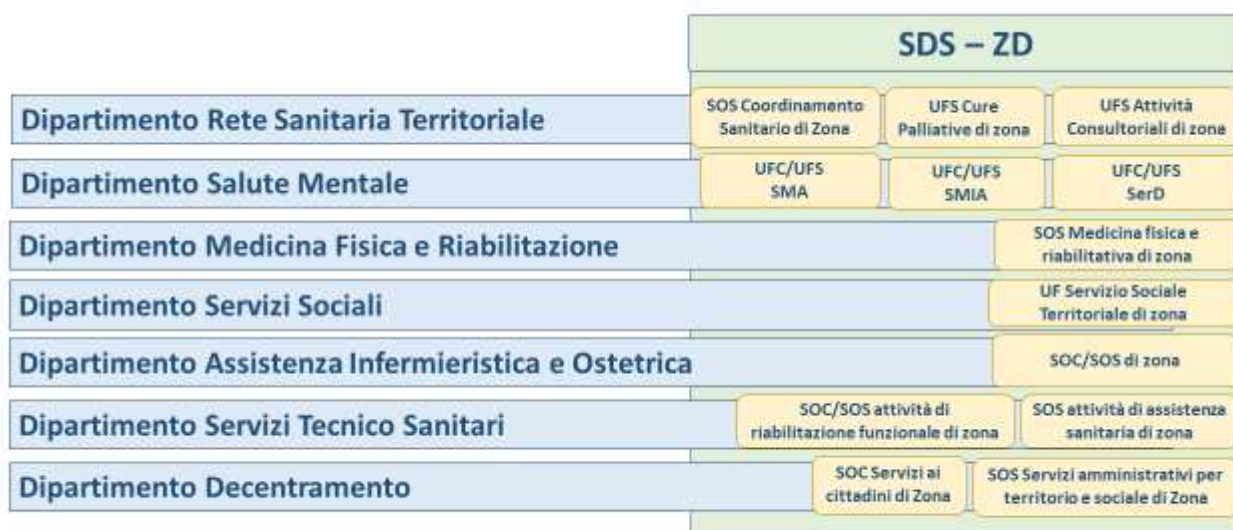 SDS – ZD
Dipartimento Rete Sanitaria Territoriale
SOS Coordinamento
Sanitario di Zona
UFS Cure
Palliative di zona
UFS Attività
Consultoriali di zona
Dipartimento Salute Mentale
UFC/UFS
SMA
UFC/UFS
SMIA
UFC/UFS
SerD
Dipartimento Medicina Fisica e Riabilitazione
SOS Medicina fisica e
riabilitativa di zona
Dipartimento Servizi Sociali
UF Servizio Sociale
Territoriale di zona
Dipartimento Assistenza Infermieristica e Ostetrica
SOC/SOS di zona
Dipartimento Servizi Tecnico Sanitari
SOC/SOS attività di
riabilitazione funzionale di zona
SOS attività di assistenza
sanitaria di zona
Dipartimento Decentramento
SOC Servizi ai
cittadini di Zona
SOS Servizi amministrativi per
territorio e sociale di Zona